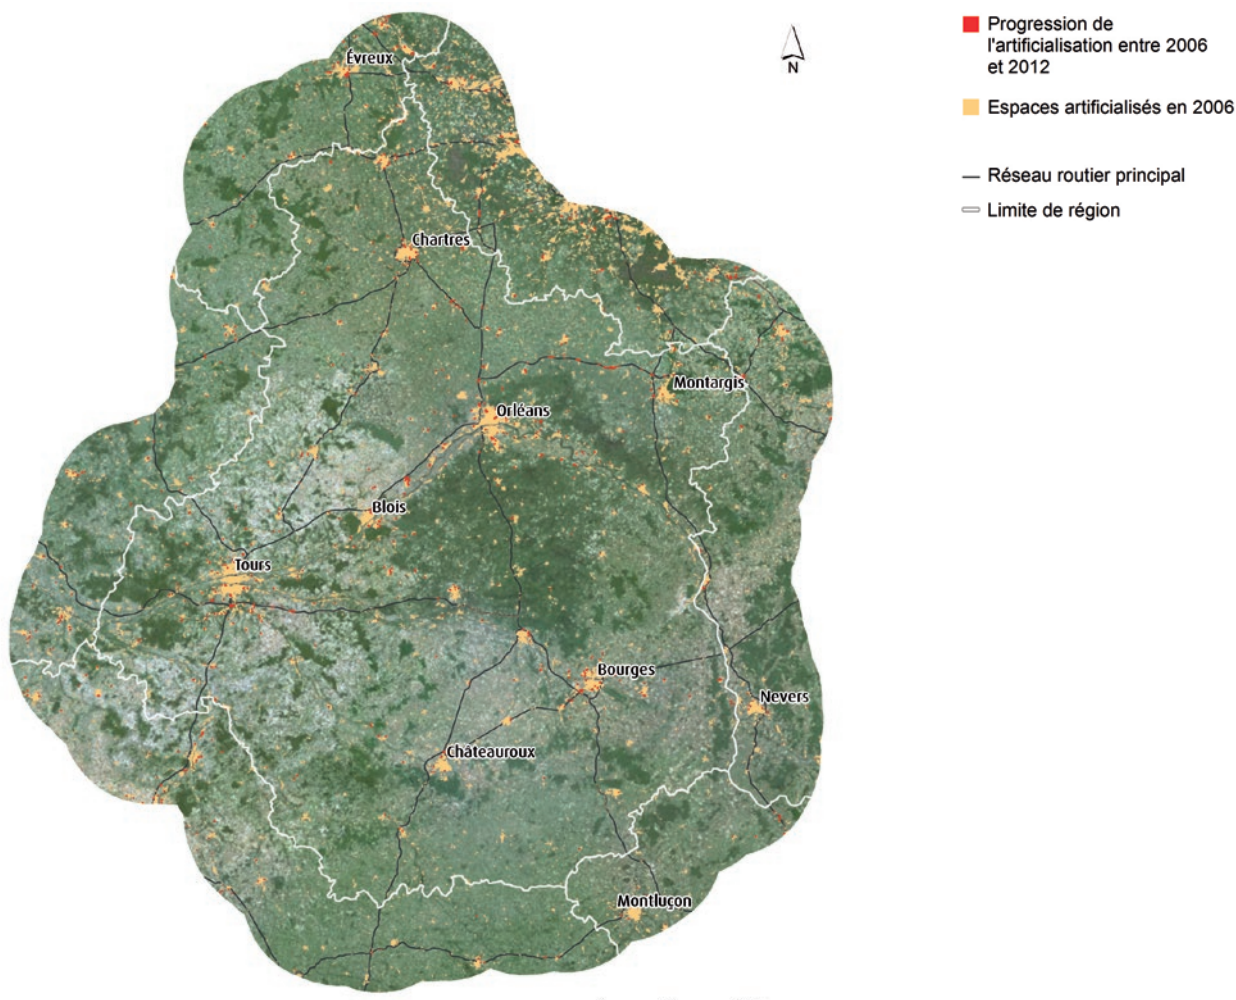 Progression de
l'artificialisation entre 2006
et 2012
Espaces artificialisés en 2006
Réseau routier principal
Limite de région
N
Évreux
Chartres
Montargis
Orléans
Blois
Tours
Bourges
Nevers
Châteauroux
Montluçon